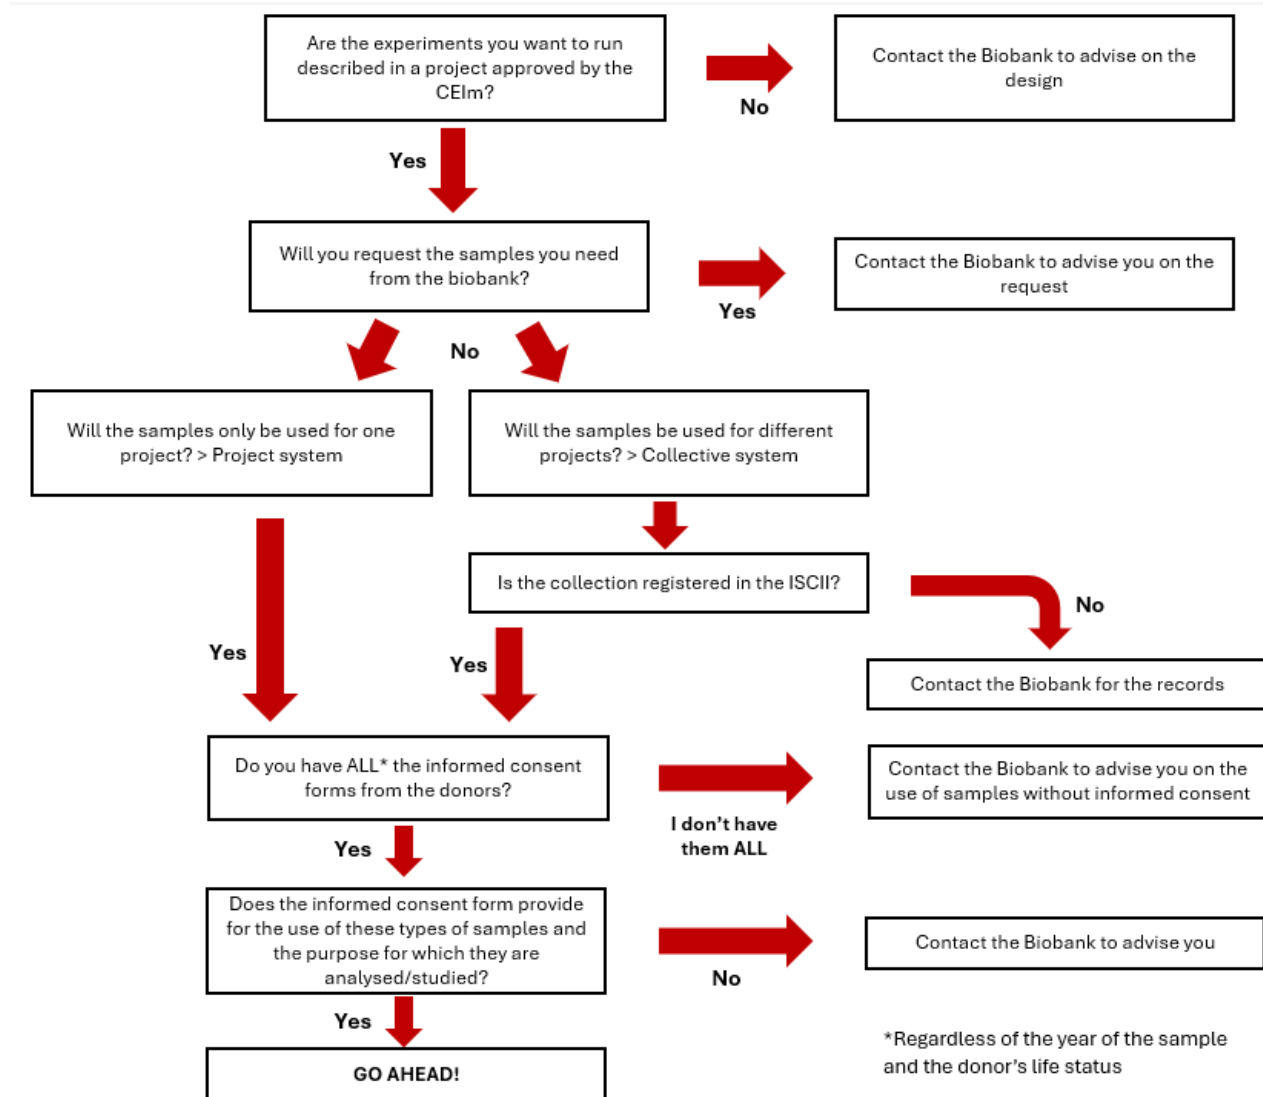 Are the experiments you want to run
described in a project approved by the
CEIm?
No
Contact the Biobank to advise on the
design
Yes
Will you request the samples you need
from the biobank?
Yes
Contact the Biobank to advise you on the
request
No
Will the samples only be used for one
project? > Project system
Will the samples be used for different
projects? > Collective system
Is the collection registered in the ISCII?
No
Yes
Yes
Contact the Biobank for the records
Do you have ALL* the informed consent
forms from the donors?
I don't have
them ALL
Contact the Biobank to advise you on the
use of samples without informed consent
Yes
Does the informed consent form provide
for the use of these types of samples and
the purpose for which they are
analysed/studied?
No
Contact the Biobank to advise you
Yes
GO AHEAD!
*Regardless of the year of the sample
and the donor's life status